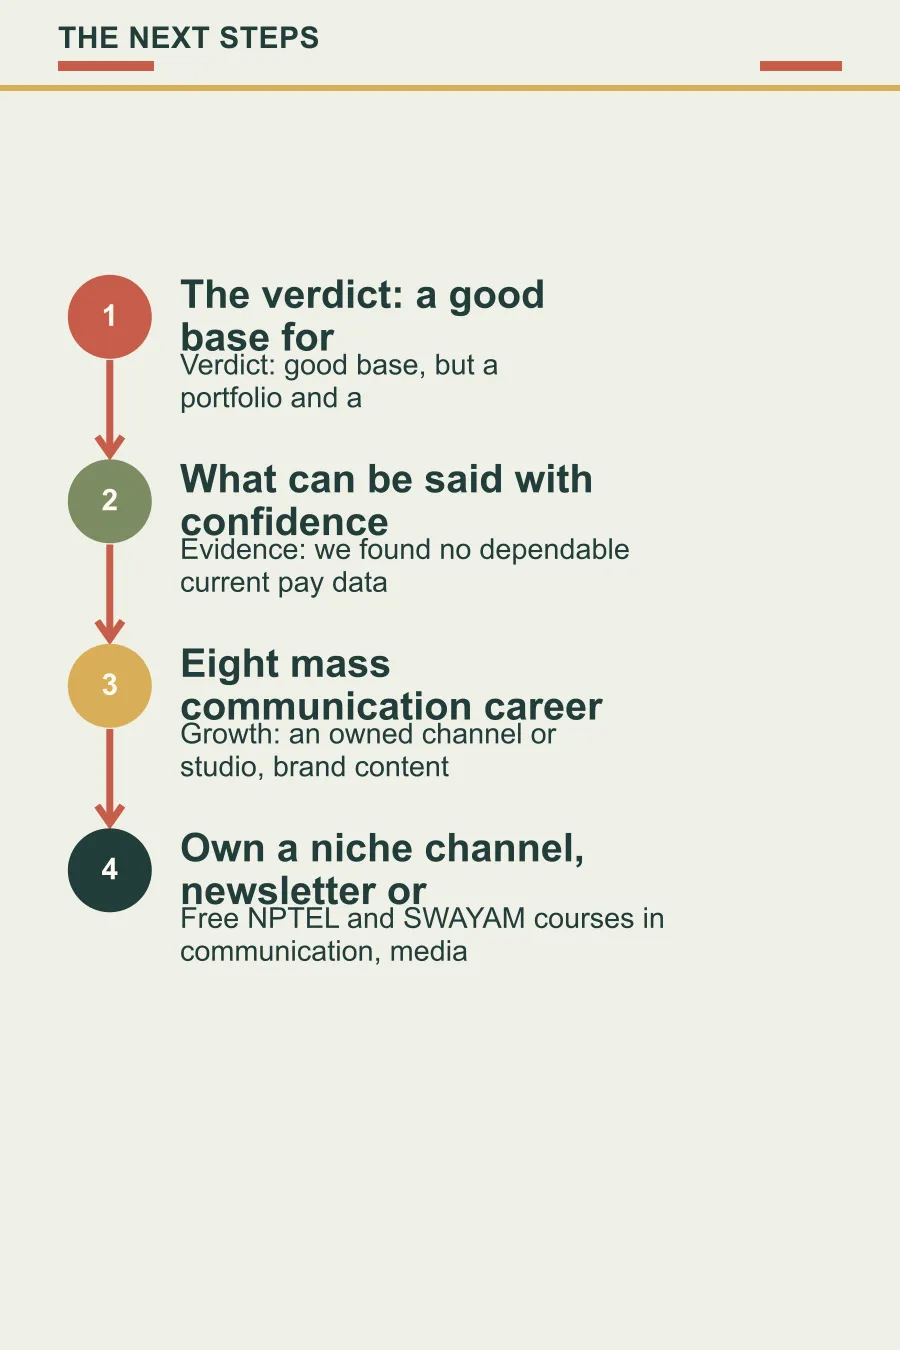 THE NEXT STEPS
1
The verdict: a good
base for
Verdict: good base, but a
portfolio and a
2
What can be said with
confidence
Evidence: we found no dependable
current pay data
3
Eight mass
communication career
Growth: an owned channel or
studio, brand content
4
Own a niche channel,
newsletter or
Free NPTEL and SWAYAM courses in
communication, media